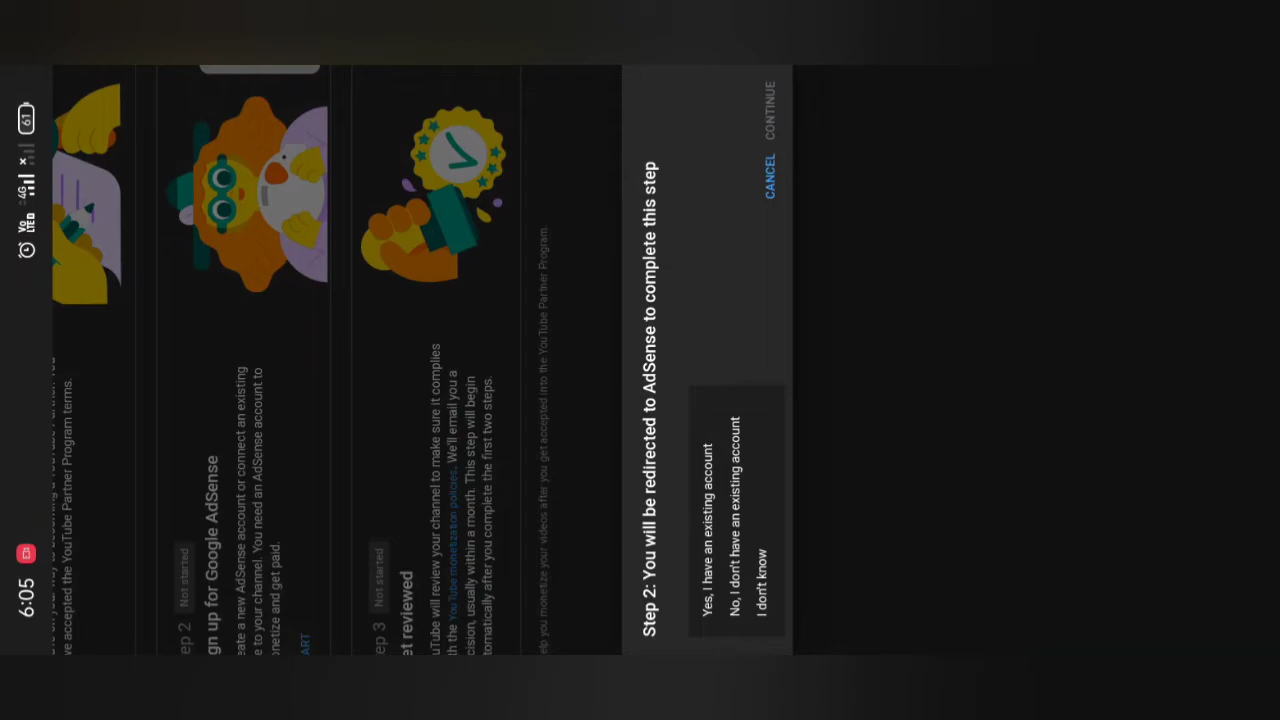 6:05
Vo
LTED
4G
61
ve accepted the YouTube Partner Program terms.
ep 2 Not started
gn up for Google AdSense
eate a new AdSense account or connect an existing
e to your channel. You need an AdSense account to
onetize and get paid.
ART
ep 3 Not started
et reviewed
uTube will review your channel to make sure it complies
th the YouTube monetization policies. We'll email you a
cision, usually within a month. This step will begin
tomatically after you complete the first two steps.
elp you monetize your videos after you get accepted into the YouTube Partner Program.
Step 2: You will be redirected to AdSense to complete this step
Yes, I have an existing account
No, I don't have an existing account
I don't know
CANCEL CONTINUE